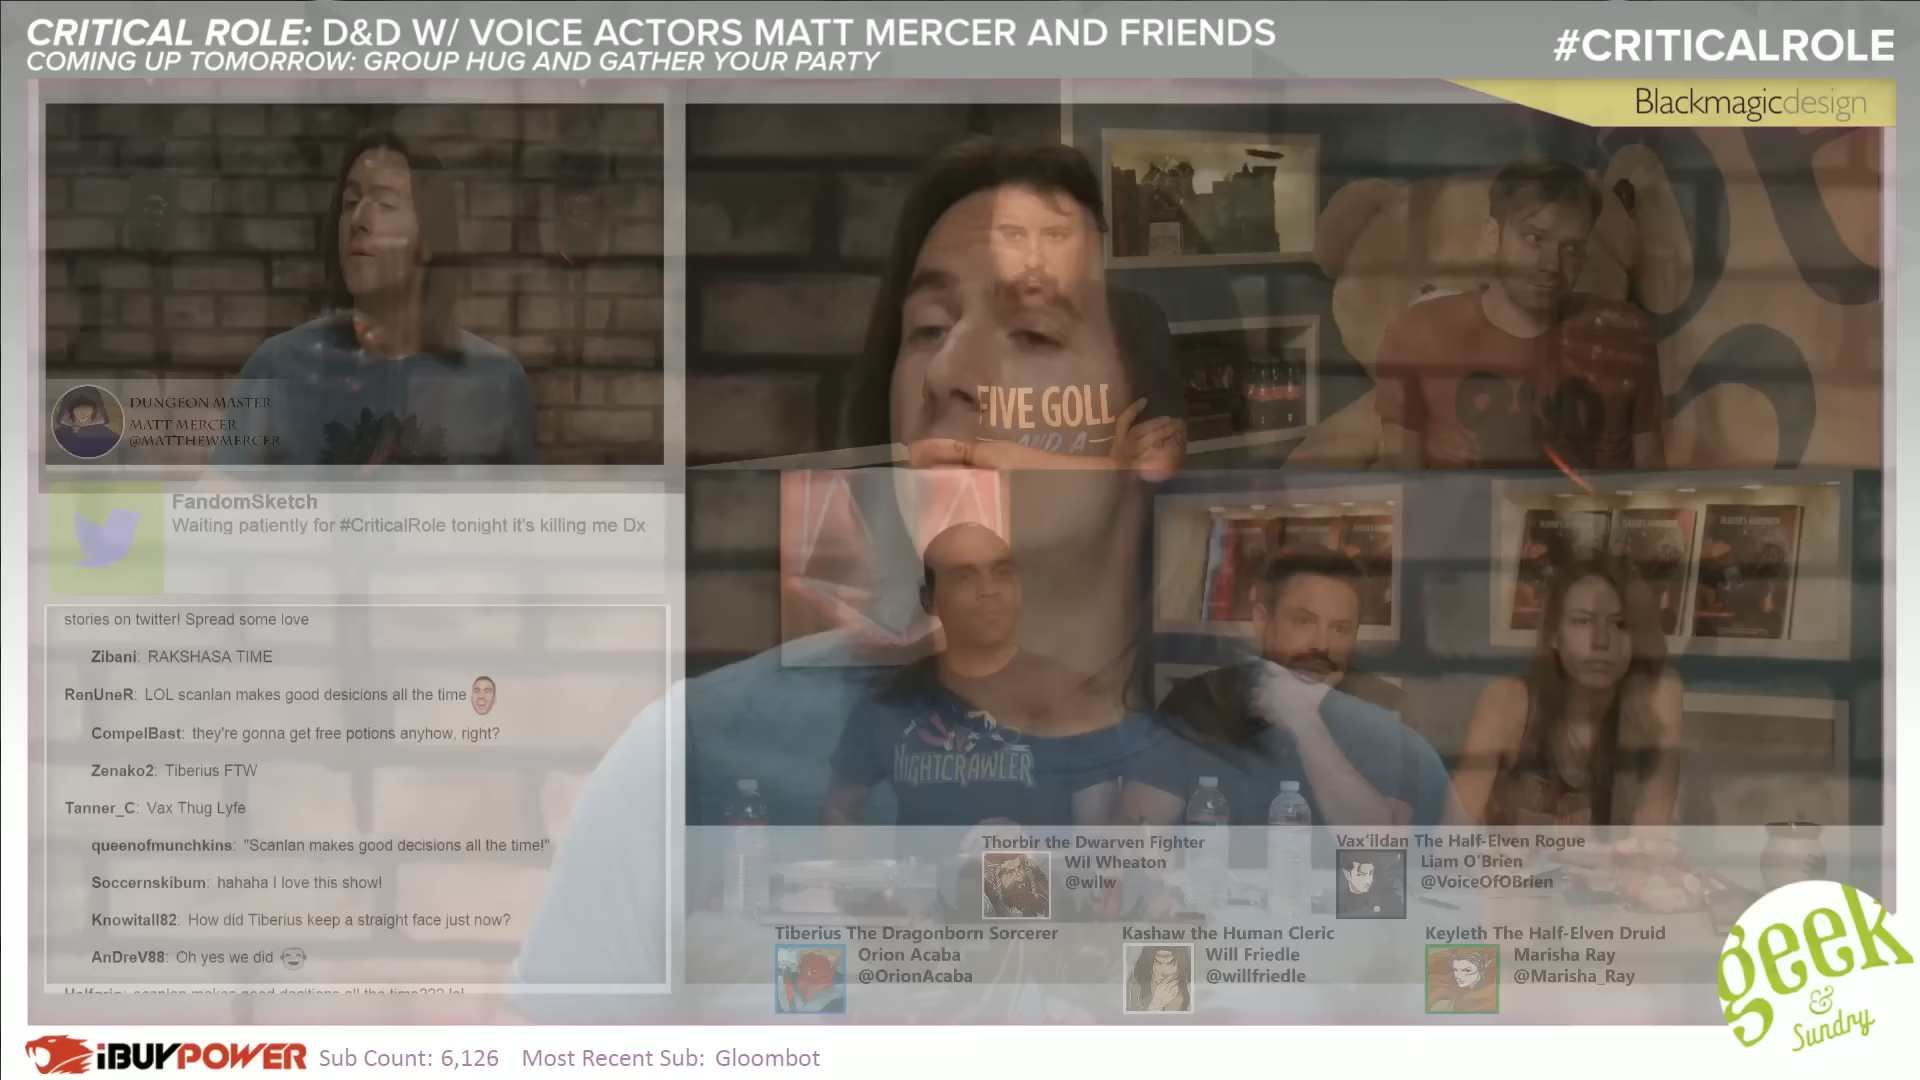 CRITICAL ROLE: D&D W/ VOICE ACTORS MATT MERCER AND FRIENDS
COMING UP TOMORROW: GROUP HUG AND GATHER YOUR PARTY
#CRITICALROLE
Blackmagicdesign
DUNGEON MASTER
MATT MERCER
@MATTHEWMERCER
FIVE GOLD
AND A
FandomSketch
Waiting patiently for #CriticalRole tonight it's killing me Dx
stories on twitter! Spread some love
Zibani: RAKSHASA TIME
RenUneR: LOL scanlan makes good desicions all the time
CompelBast: they're gonna get free potions anyhow, right?
Zenako2: Tiberius FTW
Tanner_C: Vax Thug Lyfe
queenofmunchkins: "Scanlan makes good decisions all the time!"
Soccernskibum: hahaha I love this show!
Knowitall82: How did Tiberius keep a straight face just now?
AnDreV88: Oh yes we did
NIGHTCRAWLER
Thorbir the Dwarven Fighter
Wil Wheaton
@wilw
Vax'ildan The Half-Elven Rogue
Liam O'Brien
@VoiceOfOBrien
Tiberius The Dragonborn Sorcerer
Orion Acaba
@OrionAcaba
Kashaw the Human Cleric
Will Friedle
@willfriedle
Keyleth The Half-Elven Druid
Marisha Ray
@Marisha_Ray
geek
&
Sundry
iBUYPOWER
Sub Count: 6,126 Most Recent Sub: Gloombot